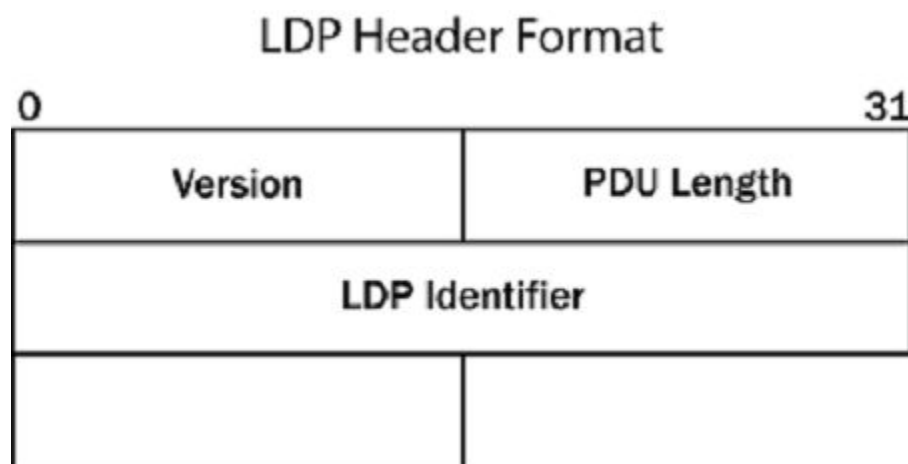 LDP Header Format
0 31
Version PDU Length
LDP Identifier